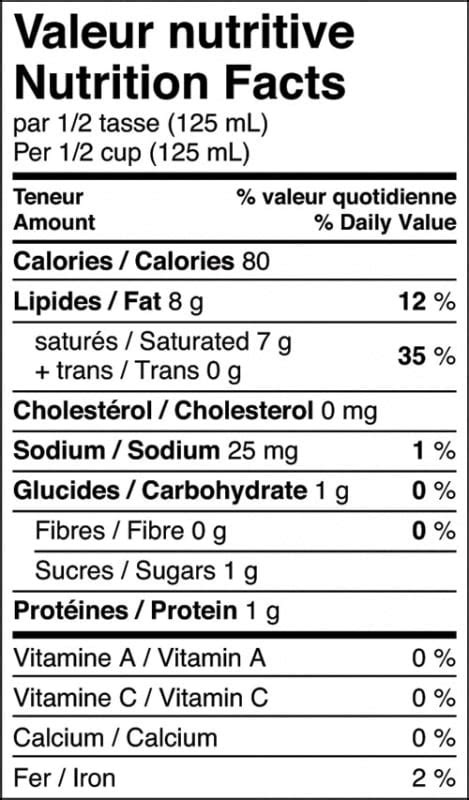 Valeur nutritive
Nutrition Facts
par 1/2 tasse (125 mL)
Per 1/2 cup (125 mL)
Teneur % valeur quotidienne
Amount % Daily Value
Calories / Calories 80
Lipides / Fat 8 g 12 %
saturés / Saturated 7 g
+ trans / Trans 0 g 35 %
Cholestérol / Cholesterol 0 mg
Sodium / Sodium 25 mg 1 %
Glucides / Carbohydrate 1 g 0 %
Fibres / Fibre 0 g 0 %
Sucres / Sugars 1 g
Protéines / Protein 1 g
Vitamine A / Vitamin A 0 %
Vitamine C / Vitamin C 0 %
Calcium / Calcium 0 %
Fer / Iron 2 %